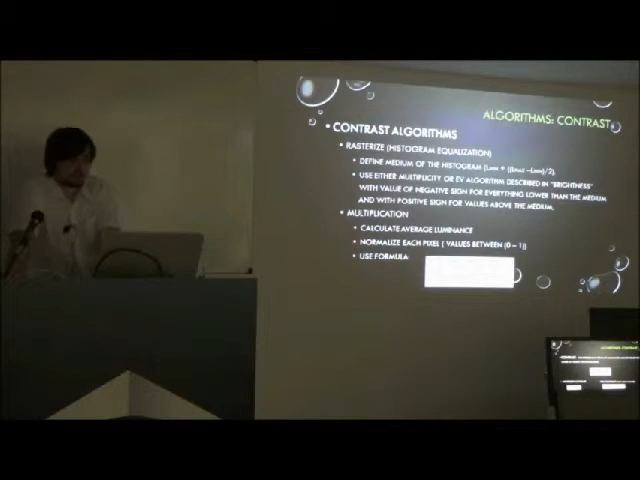 ALGORITHMS: CONTRAST
• CONTRAST ALGORITHMS
• RASTERIZE (HISTOGRAM EQUALIZATION)
• DEFINE MEDIUM OF THE HISTOGRAM
• USE EITHER MULTIPLICITY OR EV ALGORITHM DESCRIBED IN "BRIGHTNESS"
WITH VALUE OF NEGATIVE SIGN FOR EVERYTHING LOWER THAN THE MEDIUM
AND WITH POSITIVE SIGN FOR VALUES ABOVE THE MEDIUM.
• MULTIPLICATION
• CALCULATE AVERAGE LUMINANCE
• NORMALIZE EACH PIXEL ( VALUES BETWEEN (0 – 1))
• USE FORMULA